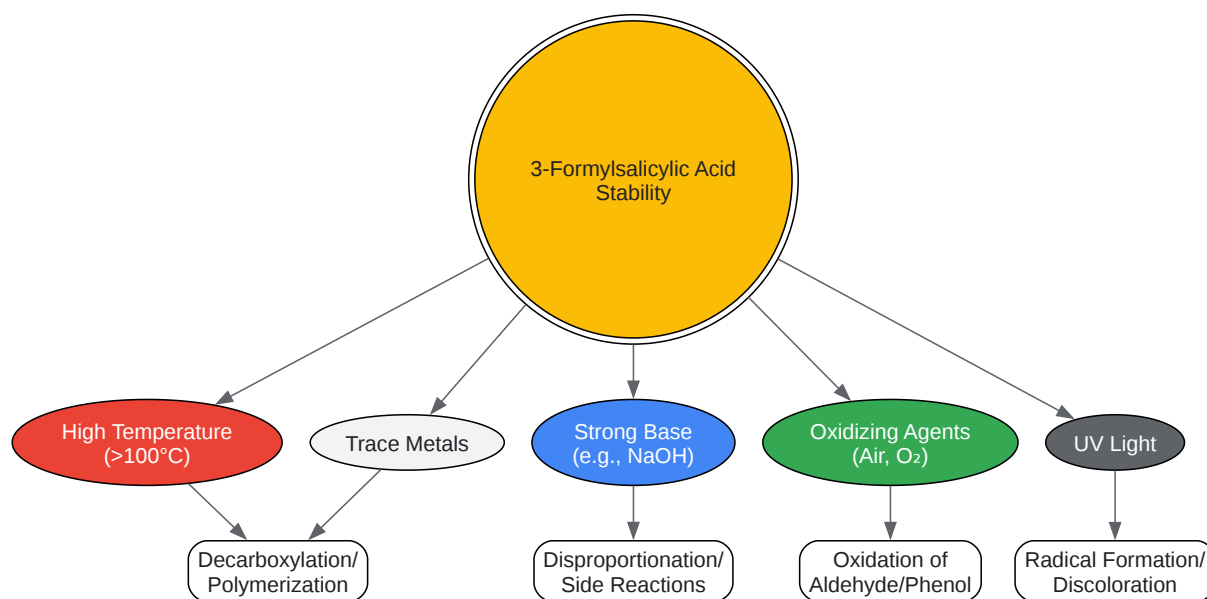 3-Formylsalicylic Acid
Stability
High Temperature
(>100°C)
Trace Metals
Strong Base
(e.g., NaOH)
Oxidizing Agents
(Air, O₂)
UV Light
Decarboxylation/
Polymerization
Disproportionation/
Side Reactions
Oxidation of
Aldehyde/Phenol
Radical Formation/
Discoloration